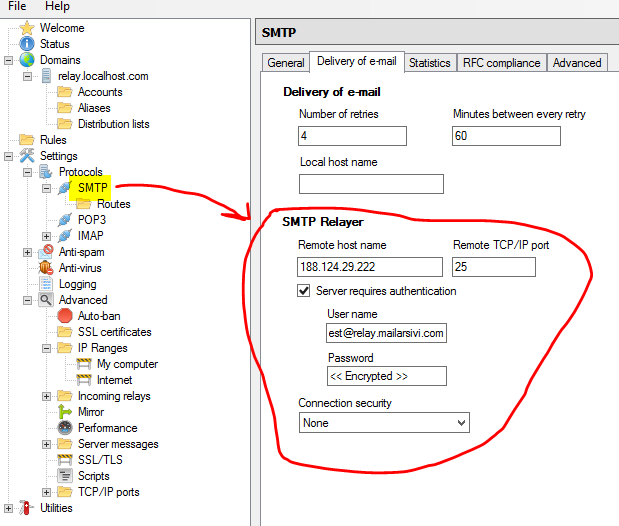 File Help
Welcome
Status
Domains
relay.localhost.com
Accounts
Aliases
Distribution lists
Rules
Settings
Protocols
SMTP
Routes
POP3
IMAP
Anti-spam
Anti-virus
Logging
Advanced
Auto-ban
SSL certificates
IP Ranges
My computer
Internet
Incoming relays
Mirror
Performance
Server messages
SSL/TLS
Scripts
TCP/IP ports
Utilities
SMTP
General Delivery of e-mail Statistics RFC compliance Advanced
Delivery of e-mail
Number of retries Minutes between every retry
4 60
Local host name
SMTP Relayer
Remote host name Remote TCP/IP port
188.124.29.222 25
Server requires authentication
User name
est@relay.mailarsivi.com
Password
<< Encrypted >>
Connection security
None